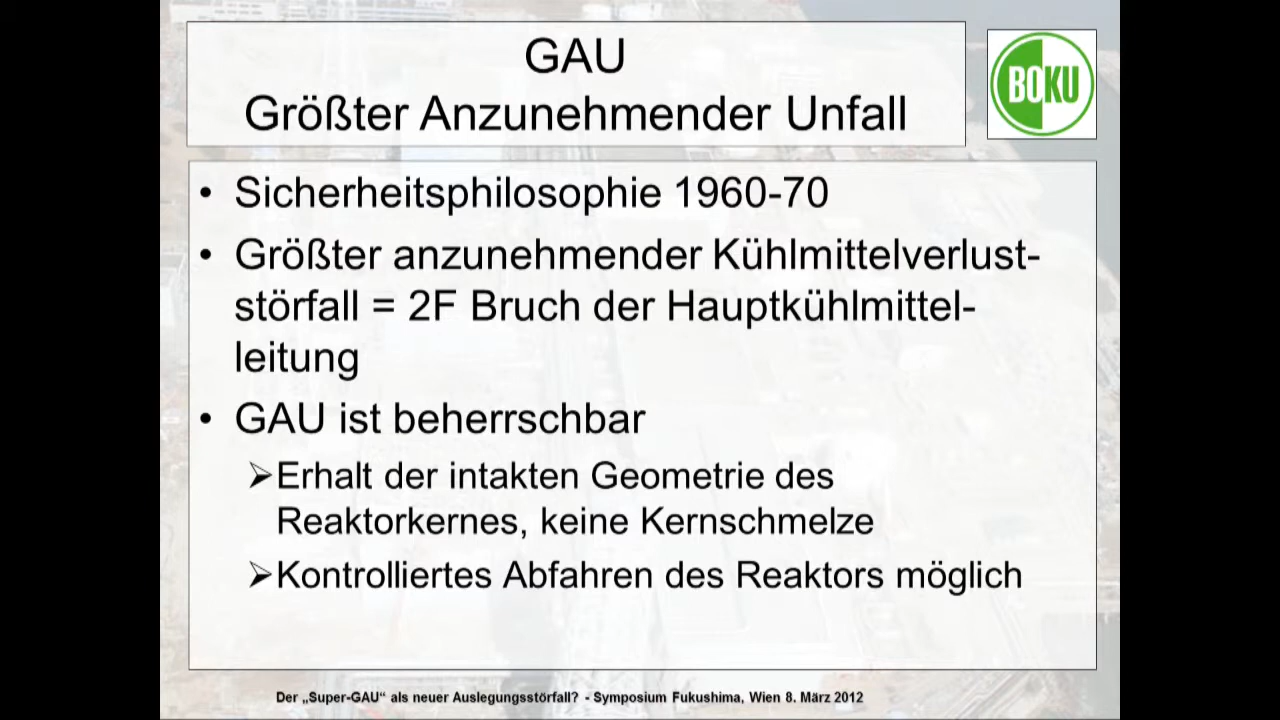 GAU
Größter Anzunehmender Unfall
BOKU
• Sicherheitsphilosophie 1960-70
• Größter anzunehmender Kühlmittelverlust-
störfall = 2F Bruch der Hauptkühlmittel-
leitung
• GAU ist beherrschbar
➢Erhalt der intakten Geometrie des
Reaktorkernes, keine Kernschmelze
➢Kontrolliertes Abfahren des Reaktors möglich
Der „Super-GAU“ als neuer Auslegungsstörfall? - Symposium Fukushima, Wien 8. März 2012